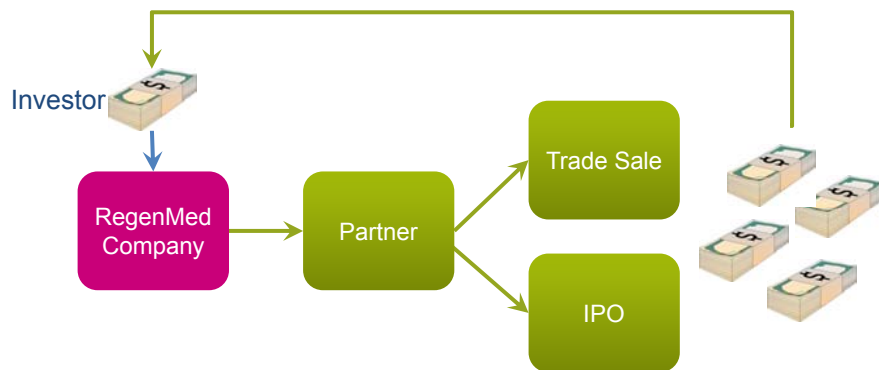 Investor
RegenMed
Company
Partner
Trade Sale
IPO
$
$
$
$
$